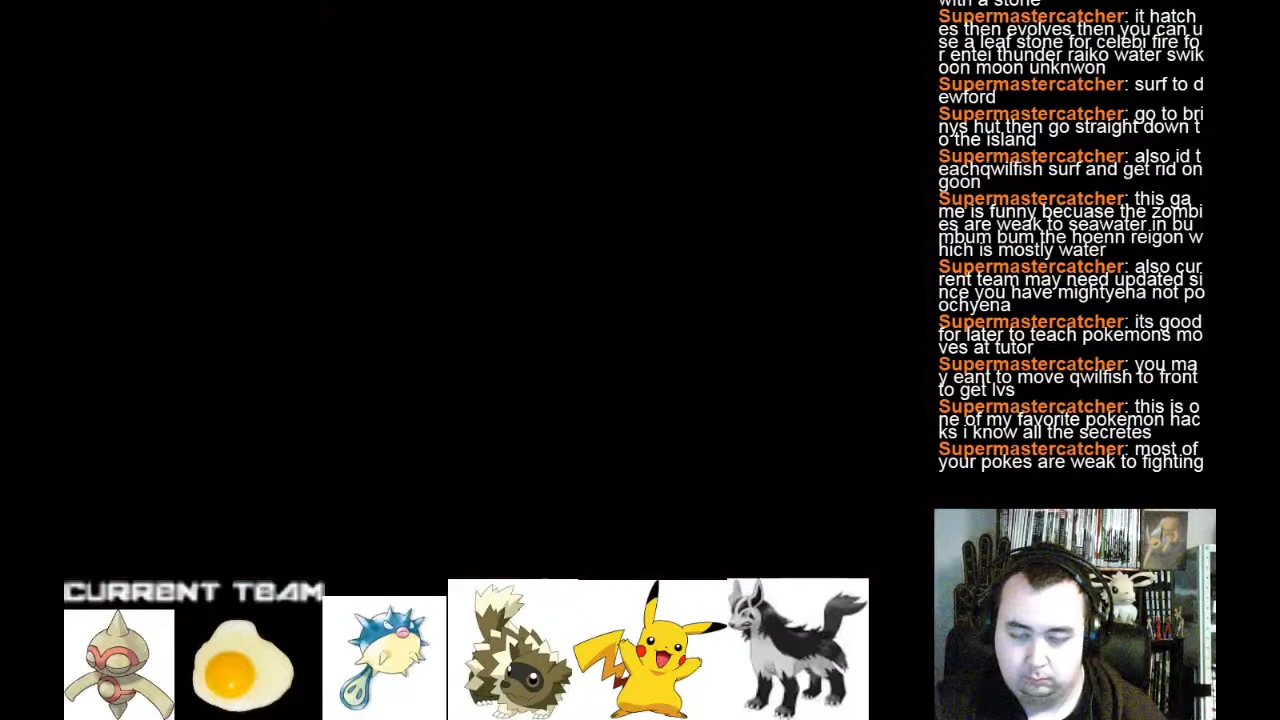 with a stone
Supermastercatcher: it hatch
es then evolves then you can u
se a leaf stone for celebi fire fo
r entei thunder raiko water swik
oon moon unknwon
Supermastercatcher: surf to d
ewford
Supermastercatcher: go to bri
nys hut then go straight down t
o the island
Supermastercatcher: also id t
eachqwilfish surf and get rid on
goon
Supermastercatcher: this ga
me is funny becuase the zombi
es are weak to seawater in bu
mbum bum the hoenn reigon w
hich is mostly water
Supermastercatcher: also cur
rent team may need updated si
nce you have mightyena not po
ochyena
Supermastercatcher: its good
for later to teach pokemons mo
ves at tutor
Supermastercatcher: you ma
y eant to move qwilfish to front
to get lvs
Supermastercatcher: this is o
ne of my favorite pokemon hac
ks i know all the secretes
Supermastercatcher: most of
your pokes are weak to fighting
CURRENT TEAM